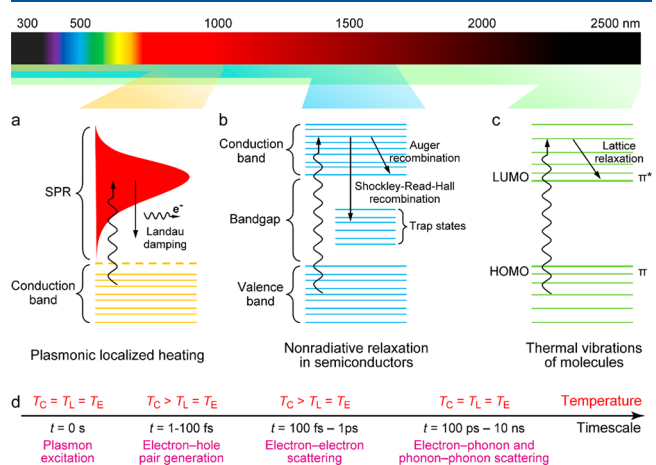 300 500 1000 1500 2000 2500 nm
a
SPR
e⁻
Landau
damping
Conduction
band
Plasmonic localized heating
b
Conduction
band
Auger
recombination
Shockley-Read-Hall
recombination
Bandgap
Trap states
Valence
band
Nonradiative relaxation
in semiconductors
c
Lattice
relaxation
LUMO π*
HOMO π
Thermal vibrations
of molecules
d
T_C = T_L = T_E T_C > T_L = T_E T_C > T_L = T_E T_C = T_L = T_E Temperature
t = 0 s t = 1-100 fs t = 100 fs – 1ps t = 100 ps – 10 ns Timescale
Plasmon Electron–hole Electron–electron Electron–phonon and
excitation pair generation scattering phonon–phonon scattering